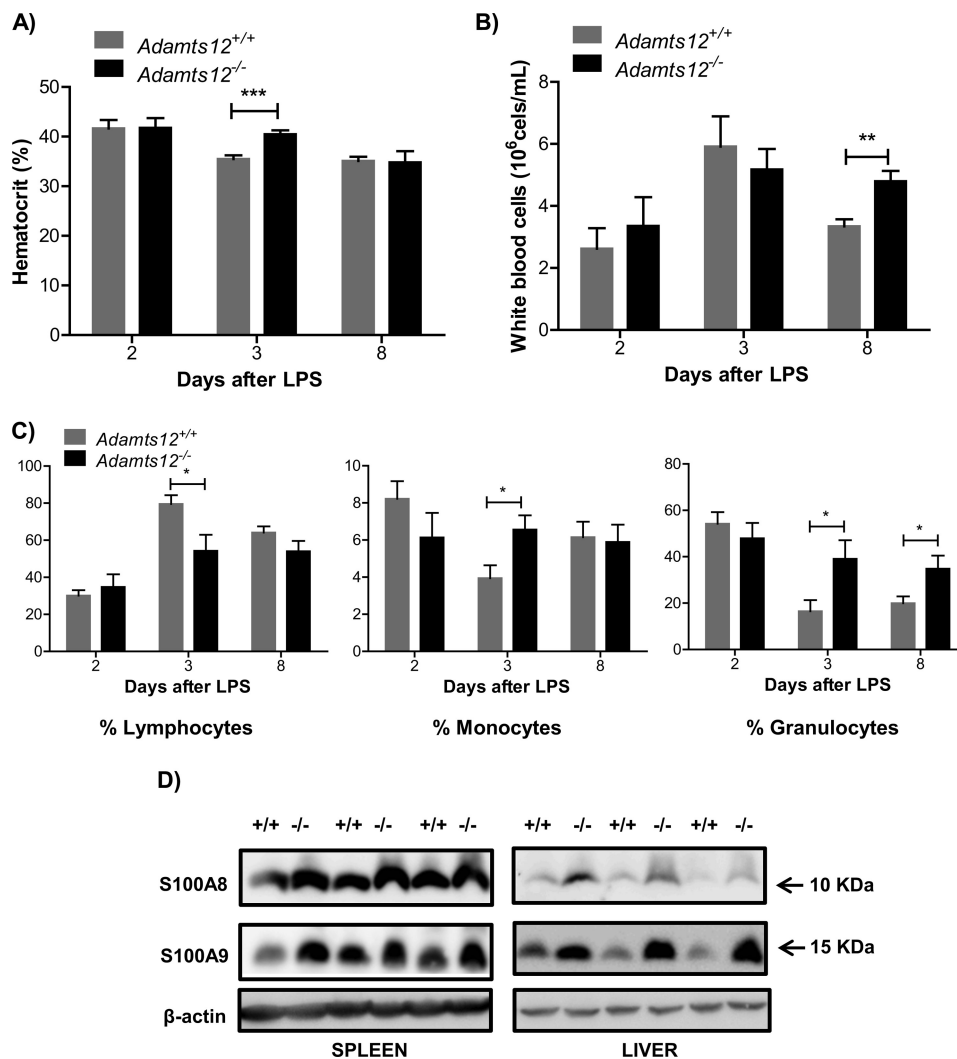 A)
Adamts12+/+
Adamts12-/-
***
Hematocrit (%)
50
40
30
20
10
0
2 3 8
Days after LPS
B)
Adamts12+/+
Adamts12-/-
**
White blood cells (10⁶cels/mL)
8
6
4
2
0
2 3 8
Days after LPS
C)
Adamts12+/+
Adamts12-/-
*
100
80
60
40
20
0
2 3 8
Days after LPS
% Lymphocytes
*
12
10
8
6
4
2
0
2 3 8
Days after LPS
% Monocytes
* *
80
60
40
20
0
2 3 8
Days after LPS
% Granulocytes
D)
+/+ -/- +/+ -/- +/+ -/- +/+ -/- +/+ -/- +/+ -/-
S100A8
10 KDa
S100A9
15 KDa
β-actin
SPLEEN LIVER